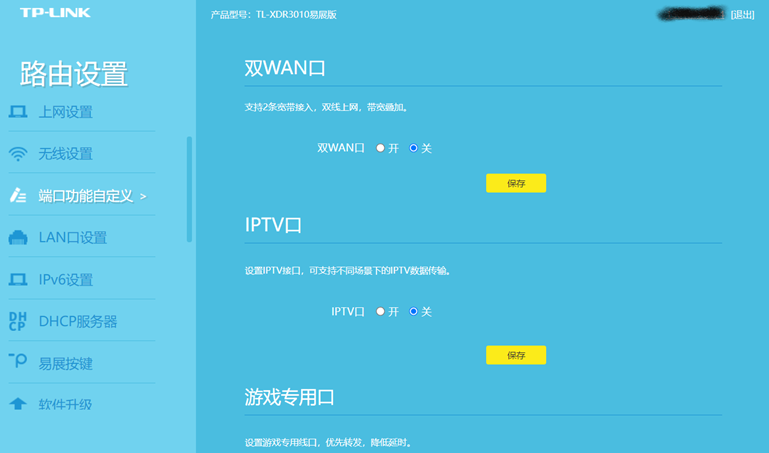 TP-LINK
产品型号：TL-XDR3010易展版
[退出]
路由设置
上网设置
无线设置
端口功能自定义 >
LAN口设置
IPv6设置
DHCP
DHCP服务器
易展按键
软件升级
双WAN口
支持2条宽带接入，双线上网，带宽叠加。
双WAN口 开 关
保存
IPTV口
设置IPTV接口，可支持不同场景下的IPTV数据传输。
IPTV口 开 关
保存
游戏专用口
设置游戏专用线口，优先转发，降低延时。